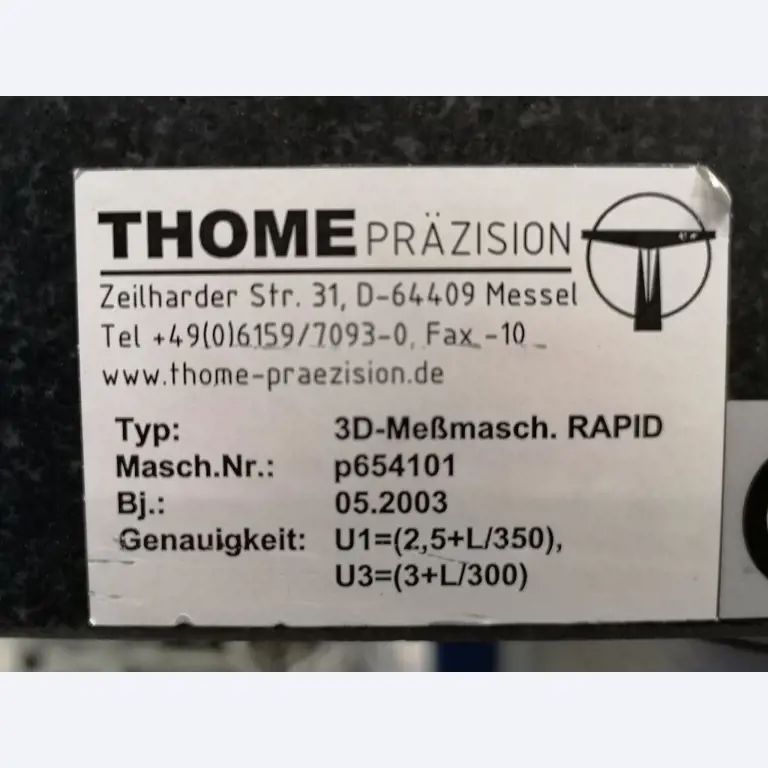 THOME PRÄZISION
Zeilharder Str. 31, D-64409 Messel
Tel +49(0)6159/7093-0, Fax -10
www.thome-praezision.de
Typ: 3D-Meßmasch. RAPID
Masch.Nr.: p654101
Bj.: 05.2003
Genauigkeit: U1=(2,5+L/350),
U3=(3+L/300)